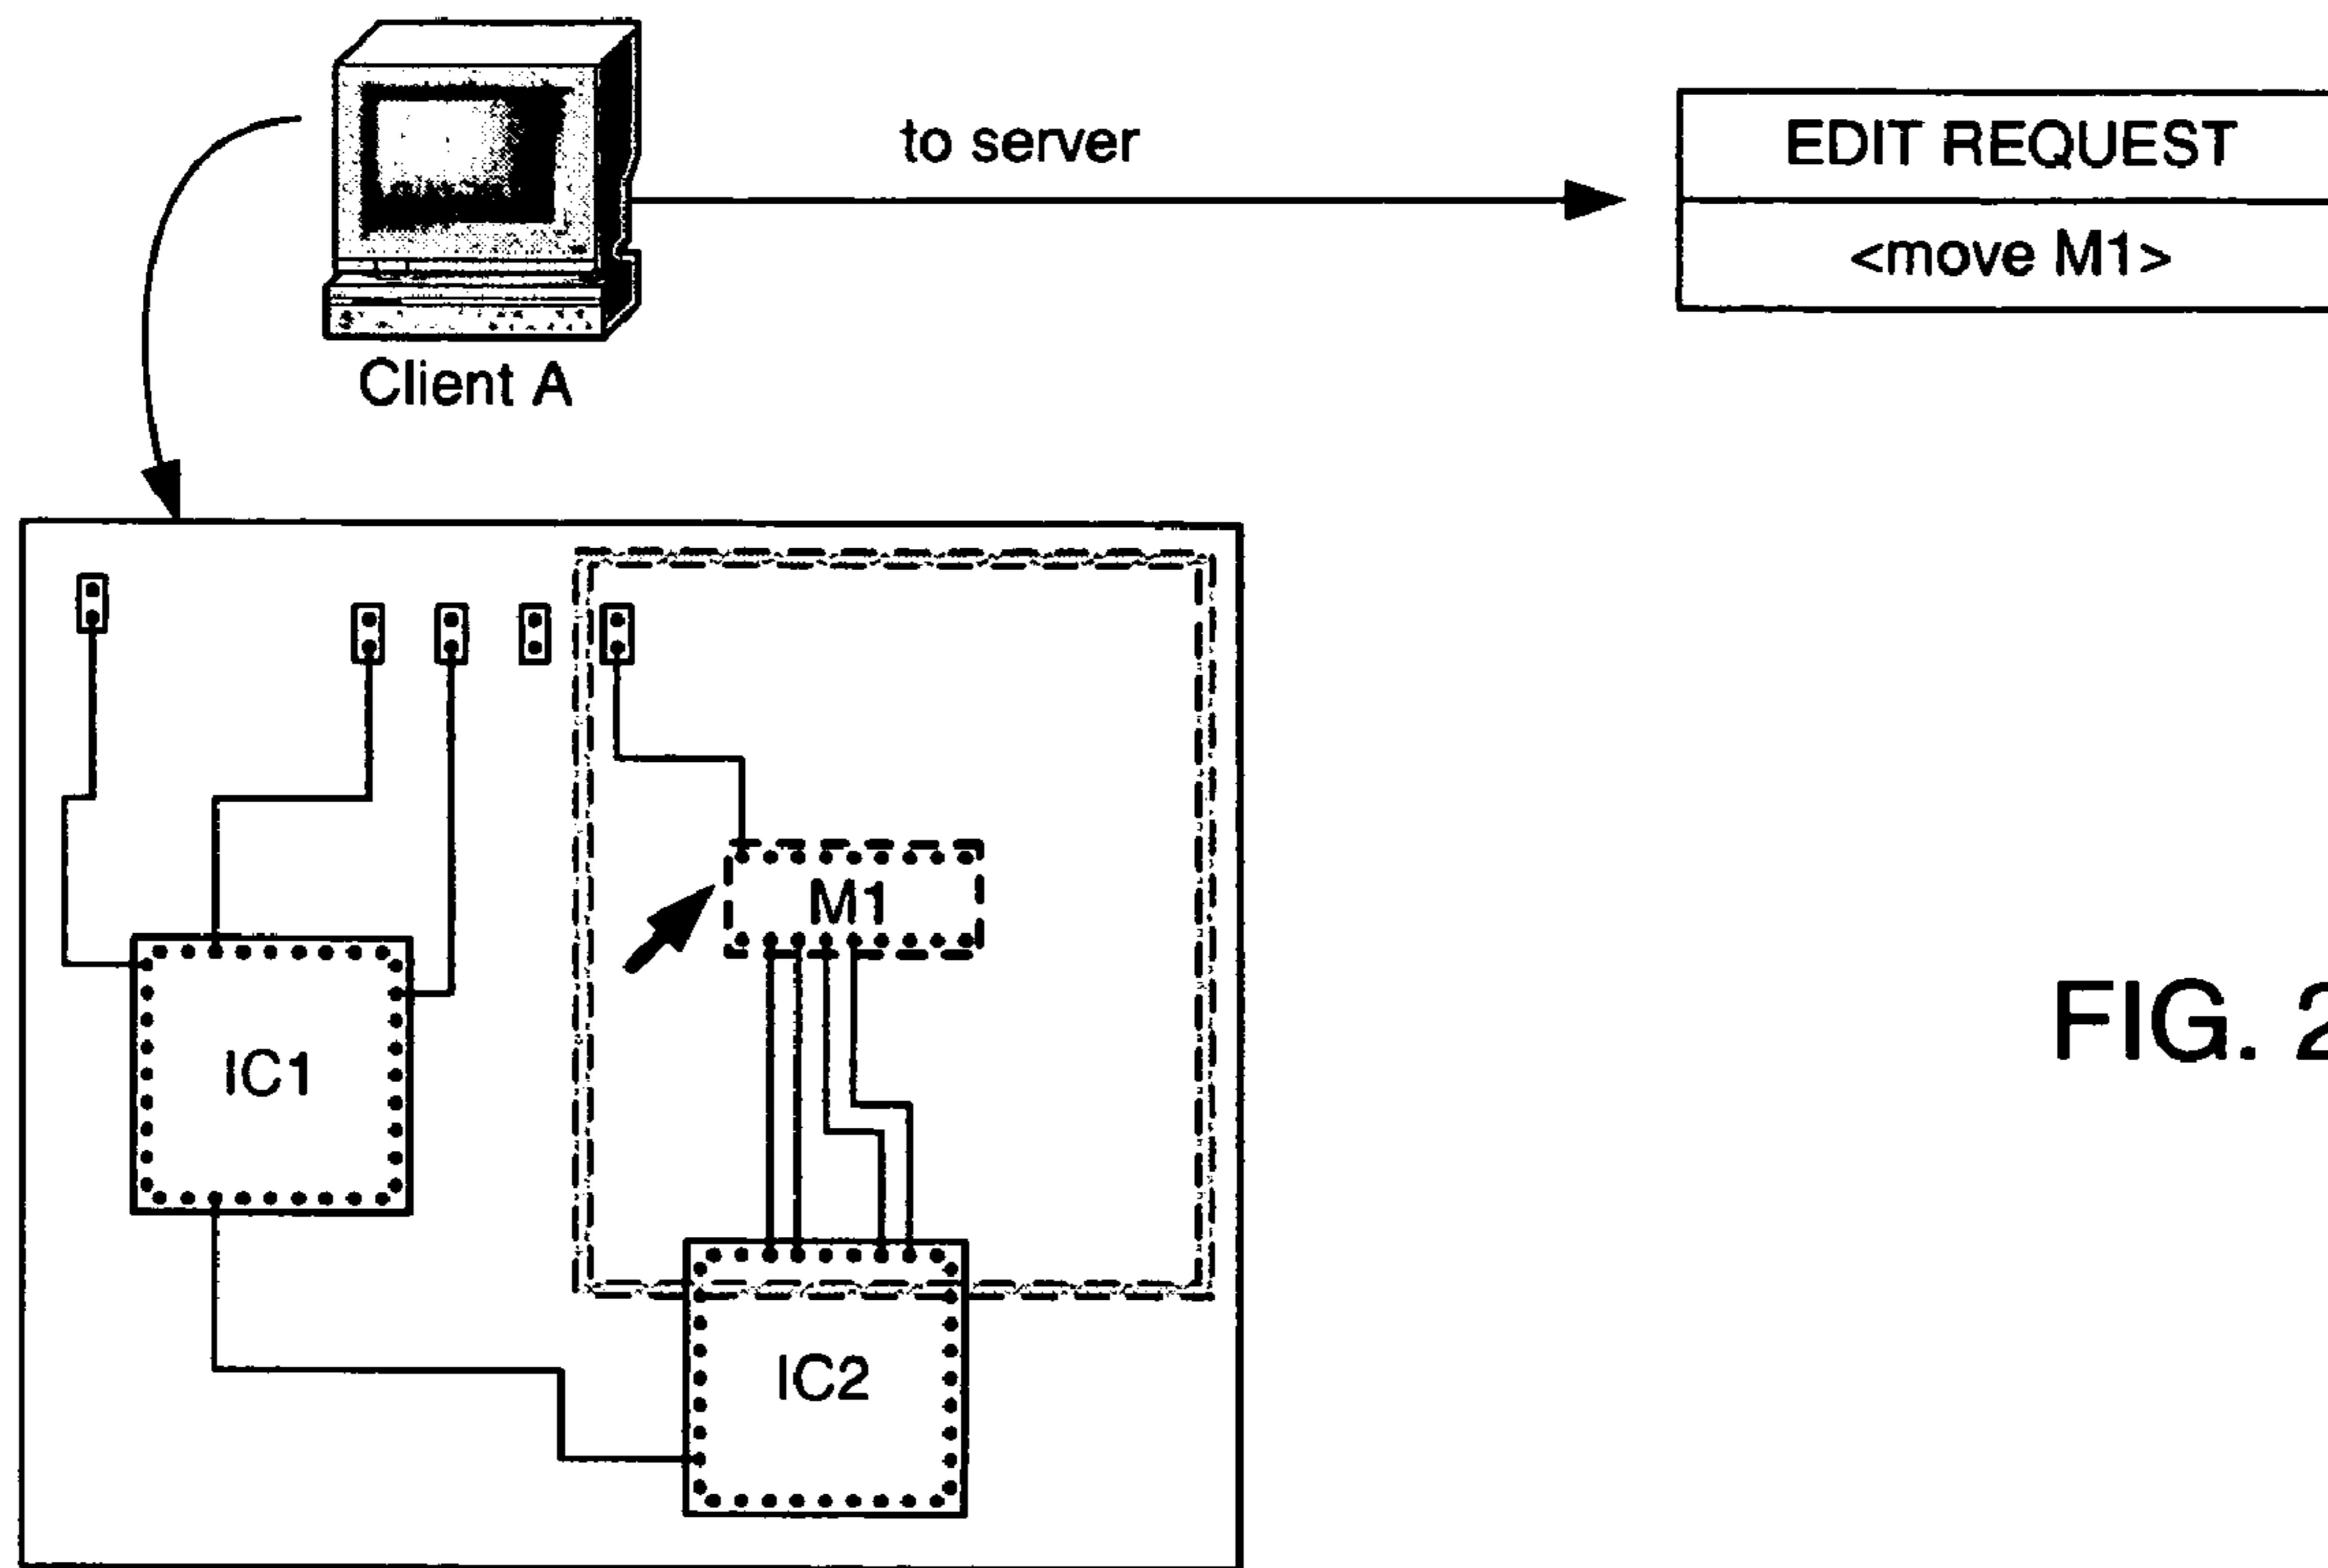 to server
EDIT REQUEST
<move M1>
Client A
M1
IC1
IC2
FIG. 2